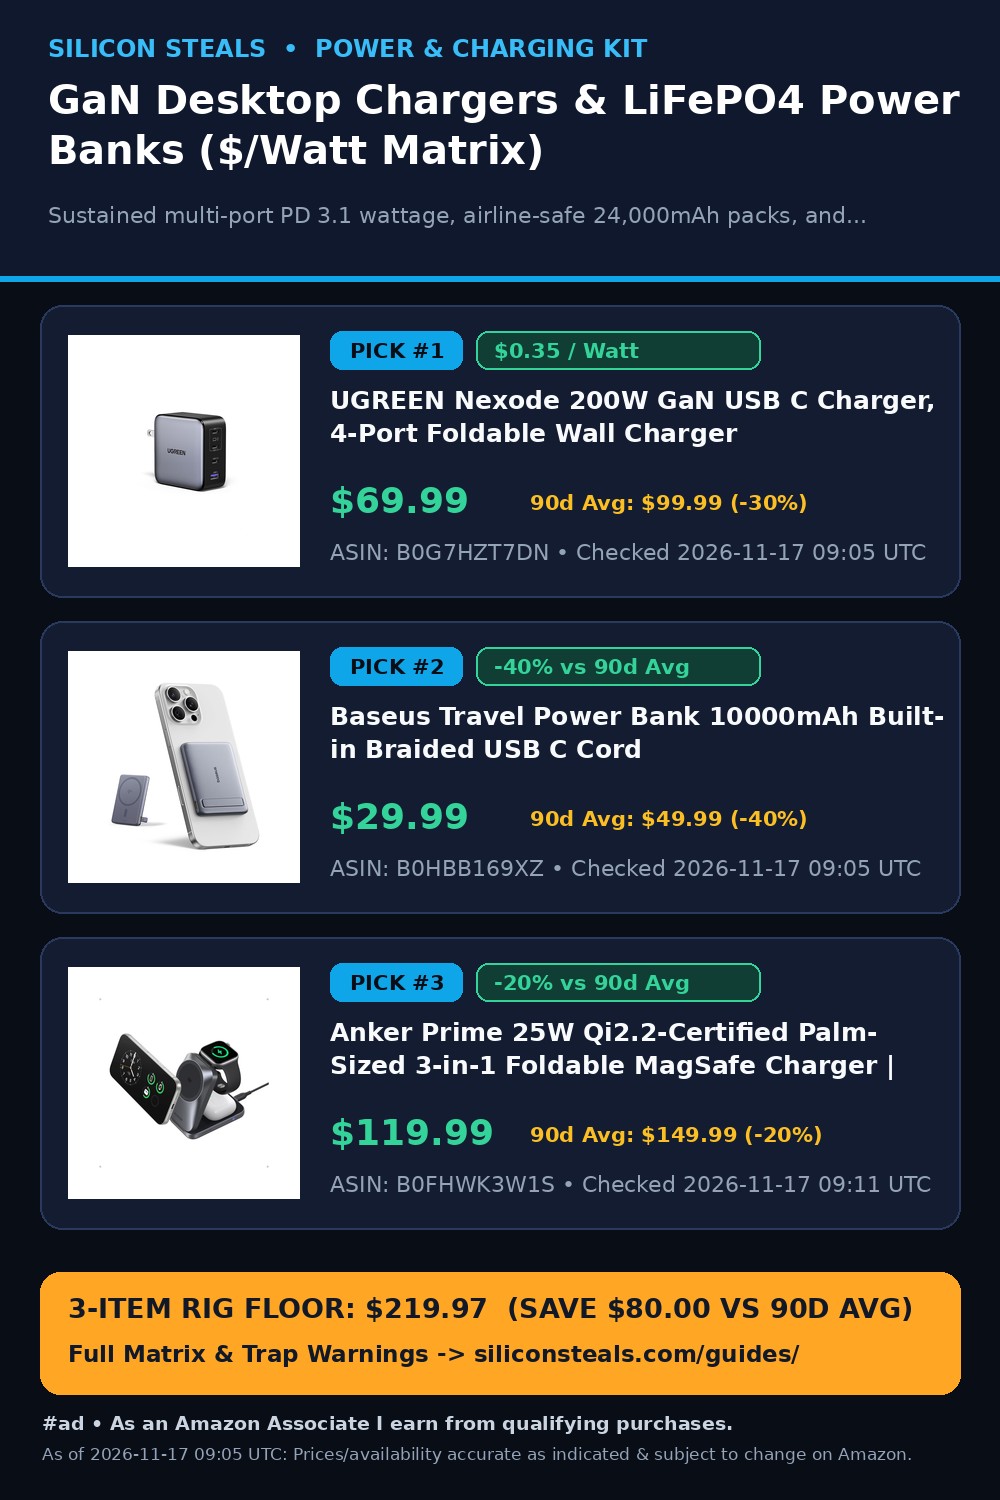 SILICON STEALS • POWER & CHARGING KIT
GaN Desktop Chargers & LiFePO4 Power
Banks ($/Watt Matrix)
Sustained multi-port PD 3.1 wattage, airline-safe 24,000mAh packs, and...
PICK #1
$0.35 / Watt
UGREEN Nexode 200W GaN USB C Charger,
4-Port Foldable Wall Charger
UGREEN
$69.99
90d Avg: $99.99 (-30%)
ASIN: B0G7HZT7DN • Checked 2026-11-17 09:05 UTC
PICK #2
-40% vs 90d Avg
Baseus Travel Power Bank 10000mAh Built-
in Braided USB C Cord
$29.99
90d Avg: $49.99 (-40%)
ASIN: B0HBB169XZ • Checked 2026-11-17 09:05 UTC
PICK #3
-20% vs 90d Avg
Anker Prime 25W Qi2.2-Certified Palm-
Sized 3-in-1 Foldable MagSafe Charger |
$119.99
90d Avg: $149.99 (-20%)
ASIN: B0FHWK3W1S • Checked 2026-11-17 09:11 UTC
3-ITEM RIG FLOOR: $219.97 (SAVE $80.00 VS 90D AVG)
Full Matrix & Trap Warnings -> siliconsteals.com/guides/
#ad • As an Amazon Associate I earn from qualifying purchases.
As of 2026-11-17 09:05 UTC: Prices/availability accurate as indicated & subject to change on Amazon.